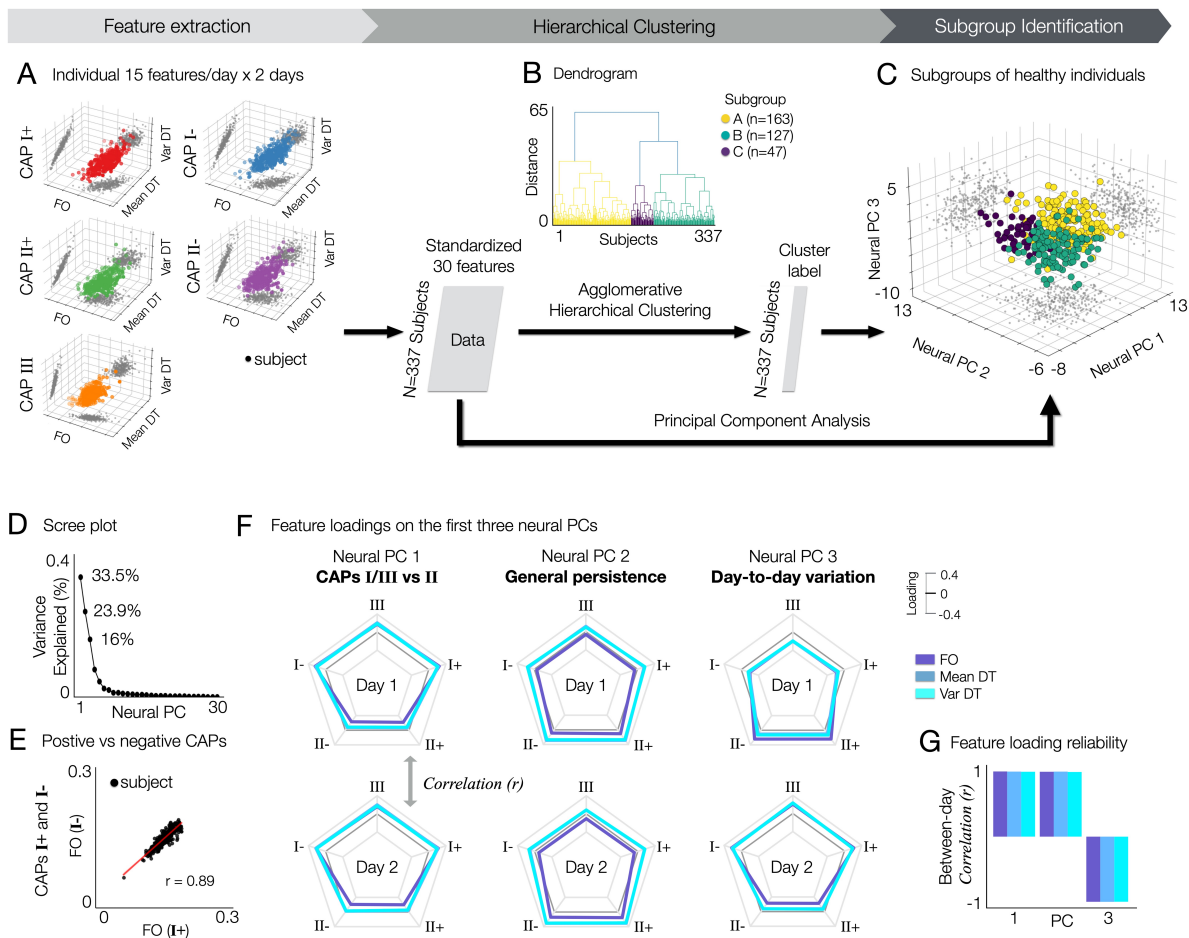 Feature extraction
Hierarchical Clustering
Subgroup Identification
A Individual 15 features/day x 2 days
CAP I+
FO
Mean DT
Var DT
CAP I-
FO
Mean DT
Var DT
CAP II+
FO
Mean DT
Var DT
CAP II-
FO
Mean DT
Var DT
CAP III
FO
Mean DT
Var DT
subject
B Dendrogram
65
Distance
0
1
Subjects
337
Subgroup
A (n=163)
B (n=127)
C (n=47)
Standardized
30 features
N=337 Subjects
Data
Agglomerative
Hierarchical Clustering
Cluster
label
N=337 Subjects
Principal Component Analysis
C Subgroups of healthy individuals
5
Neural PC 3
-10
13
Neural PC 2
-6
-8
Neural PC 1
13
D Scree plot
0.4
Variance
Explained (%)
0
33.5%
23.9%
16%
1
Neural PC
30
E Postive vs negative CAPs
0.3
CAPs I+ and I-
FO (I-)
0
subject
r = 0.89
0
0.3
FO (I+)
F Feature loadings on the first three neural PCs
Neural PC 1
CAPs I/III vs II
III
I-
I+
Day 1
II-
II+
Neural PC 2
General persistence
III
I-
I+
Day 1
II-
II+
Neural PC 3
Day-to-day variation
III
I-
I+
Day 1
II-
II+
Correlation (r)
III
I-
I+
Day 2
II-
II+
III
I-
I+
Day 2
II-
II+
III
I-
I+
Day 2
II-
II+
Loading
0.4
0
-0.4
FO
Mean DT
Var DT
G Feature loading reliability
1
Between-day
Correlation (r)
-1
1
PC
3